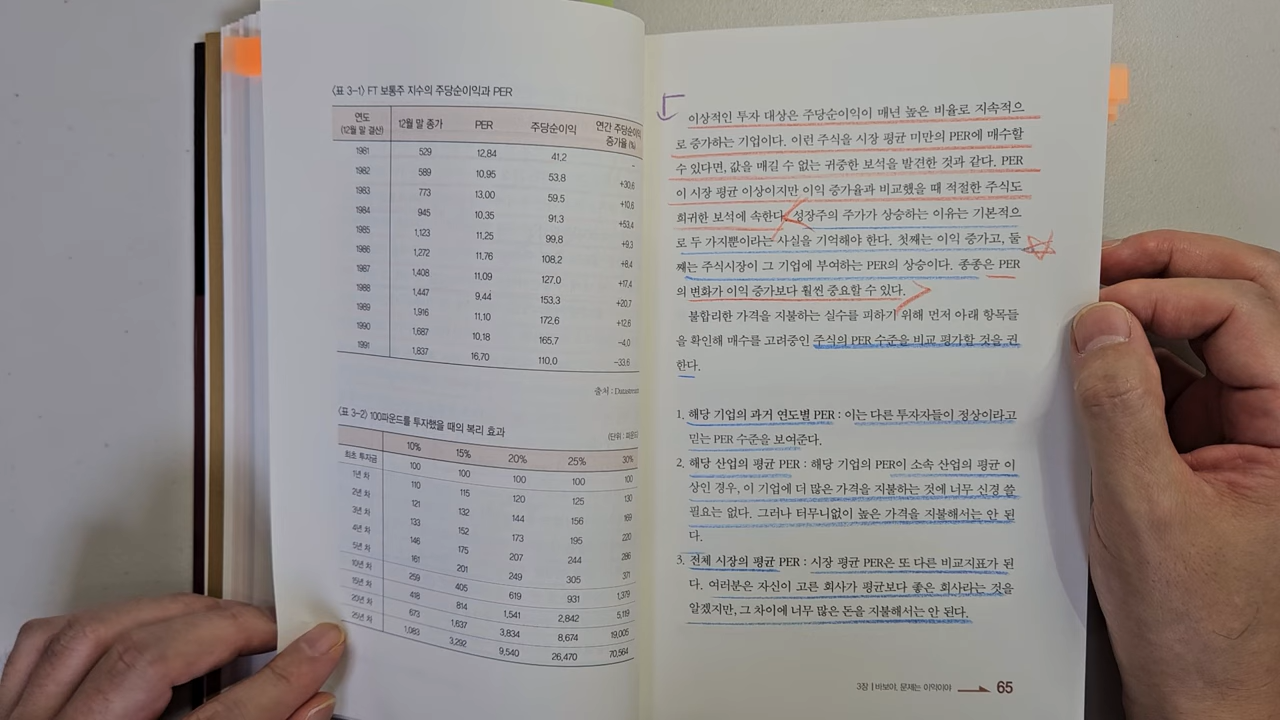 〈표 3-1〉 FT 보통주 지수의 주당순이익과 PER
연도 (12월 말 결산) 12월 말 종가 PER 주당순이익 연간 주당순이익 증가율 (%)
1981 529 12,84 41,2 –
1982 589 10,95 53,8 +30,6
1983 773 13,00 59,5 +10,6
1984 945 10,35 91,3 +53,4
1985 1,123 11,25 99,8 +9,3
1986 1,272 11,76 108,2 +8,4
1987 1,408 11,09 127,0 +17,4
1988 1,447 9,44 153,3 +20,7
1989 1,916 11,10 172,6 +12,6
1990 1,687 10,18 165,7 –4,0
1991 1,837 16,70 110,0 –33,6
출처 : Datastream
〈표 3-2〉 100파운드를 투자했을 때의 복리 효과
(단위 : 파운드
10% 15% 20% 25% 30%
최초 투자금 100 100 100 100 100
1년 차 110 115 120 125 130
2년 차 121 132 144 156 169
3년 차 133 152 173 195 220
4년 차 146 175 207 244 286
5년 차 161 201 249 305 371
10년 차 259 405 619 931 1,379
15년 차 418 814 1,541 2,842 5,119
20년 차 673 1,637 3,834 8,674 19,005
25년 차 1,083 3,292 9,540 26,470 70,564
이상적인 투자 대상은 주당순이익이 매년 높은 비율로 지속적으
로 증가하는 기업이다. 이런 주식을 시장 평균 미만의 PER에 매수할
수 있다면, 값을 매길 수 없는 귀중한 보석을 발견한 것과 같다. PER
이 시장 평균 이상이지만 이익 증가율과 비교했을 때 적절한 주식도
희귀한 보석에 속한다. 성장주의 주가가 상승하는 이유는 기본적으
로 두 가지뿐이라는 사실을 기억해야 한다. 첫째는 이익 증가고, 둘
째는 주식시장이 그 기업에 부여하는 PER의 상승이다. 종종은 PER
의 변화가 이익 증가보다 훨씬 중요할 수 있다.
불합리한 가격을 지불하는 실수를 피하기 위해 먼저 아래 항목들
을 확인해 매수를 고려중인 주식의 PER 수준을 비교 평가할 것을 권
한다.
1. 해당 기업의 과거 연도별 PER : 이는 다른 투자자들이 정상이라고
믿는 PER 수준을 보여준다.
2. 해당 산업의 평균 PER : 해당 기업의 PER이 소속 산업의 평균 이
상인 경우, 이 기업에 더 많은 가격을 지불하는 것에 너무 신경 쓸
필요는 없다. 그러나 터무니없이 높은 가격을 지불해서는 안 된
다.
3. 전체 시장의 평균 PER : 시장 평균 PER은 또 다른 비교지표가 된
다. 여러분은 자신이 고른 회사가 평균보다 좋은 회사라는 것을
알겠지만, 그 차이에 너무 많은 돈을 지불해서는 안 된다.
3장 | 바보야, 문제는 이익이야 65